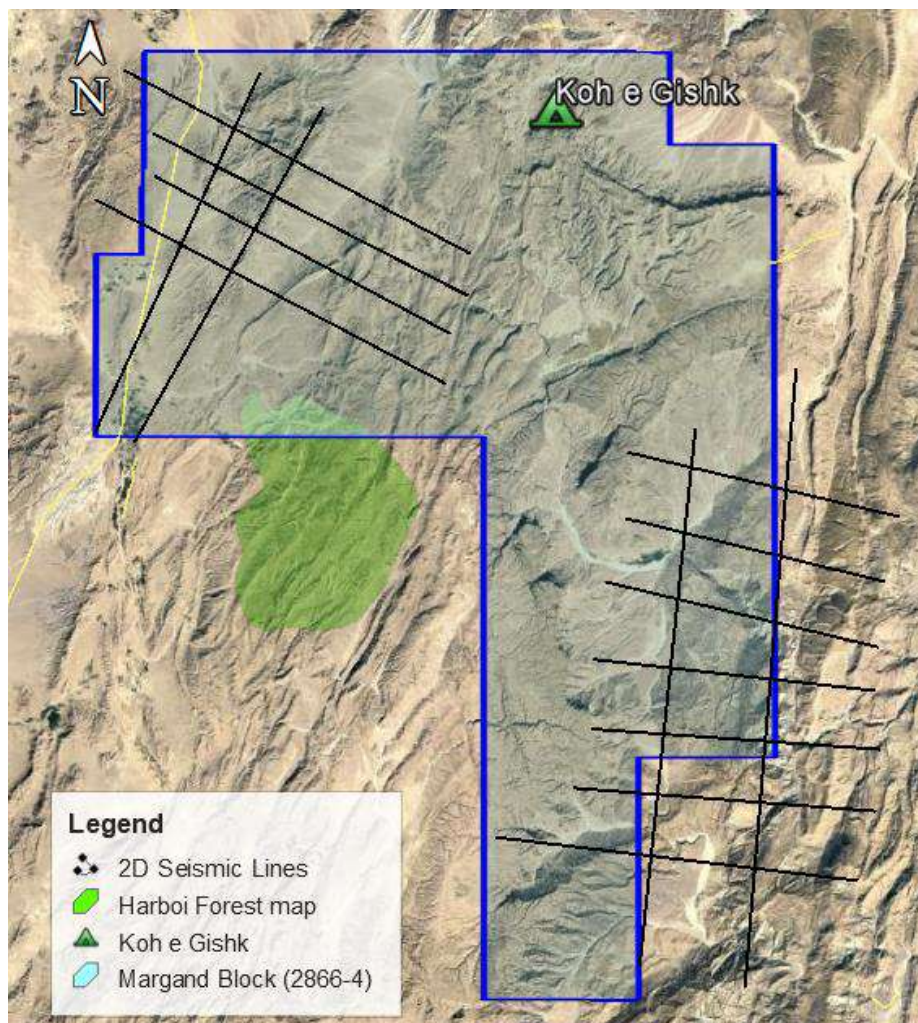 N
Koh e Gishk
Legend
2D Seismic Lines
Harboi Forest map
Koh e Gishk
Margand Block (2866-4)